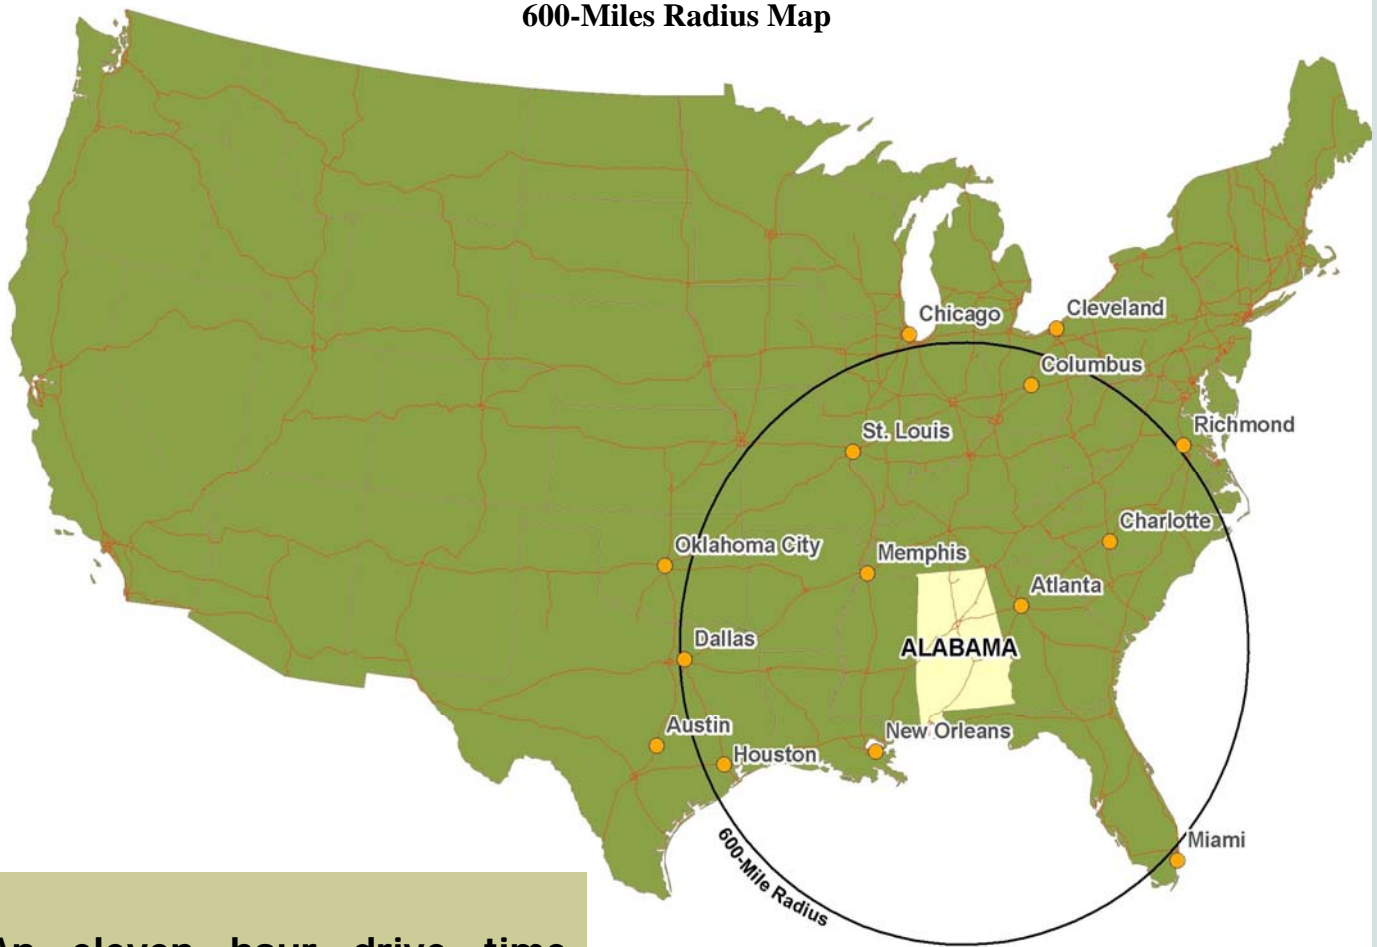 600-Miles Radius Map
Chicago
Cleveland
Columbus
St. Louis
Richmond
Charlotte
Oklahoma City
Memphis
Atlanta
Dallas
ALABAMA
Austin
New Orleans
Houston
600-Mile Radius
Miami
An eleven hour drive time